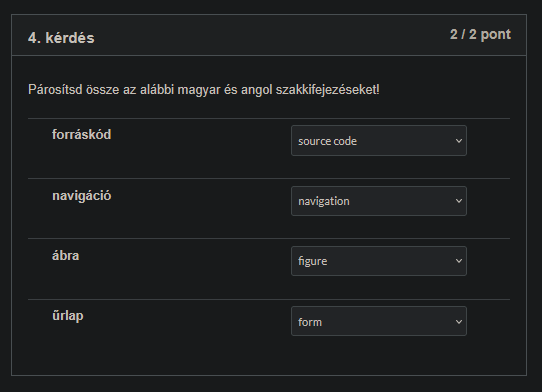 4. kérdés
2 / 2 pont
Párosítsd össze az alábbi magyar és angol szakkifejezéseket!
forráskód
source code
navigáció
navigation
ábra
figure
űrlap
form